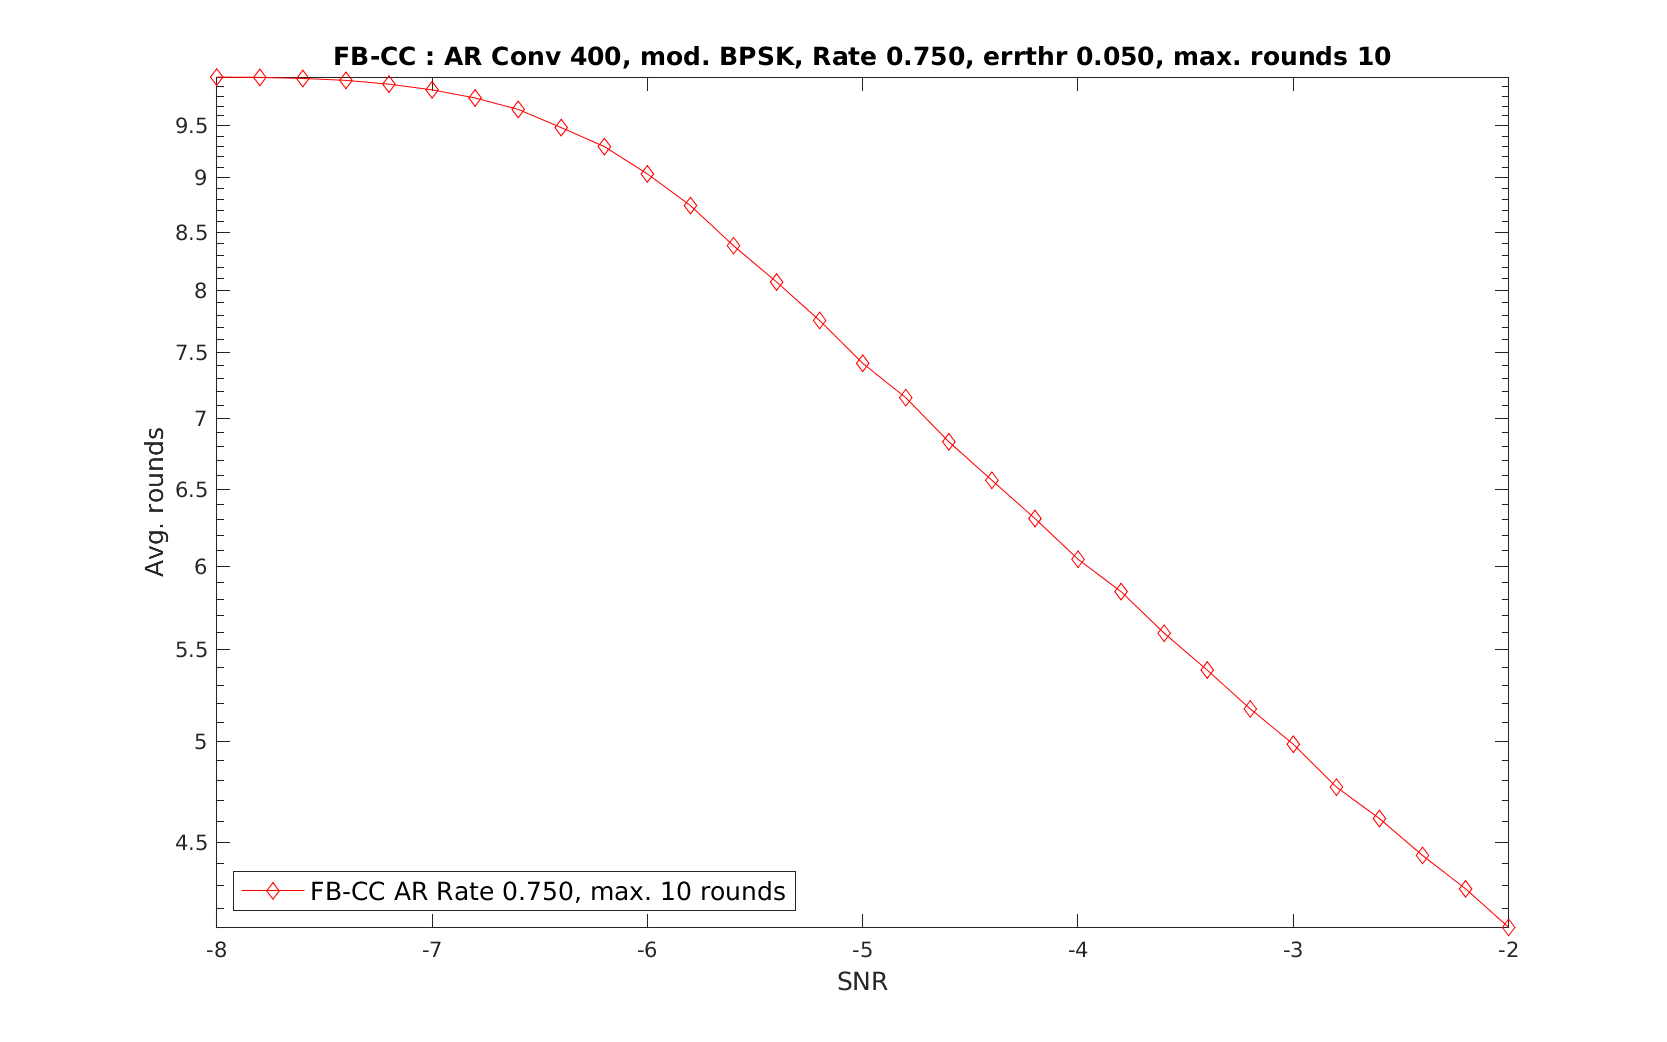 FB-CC : AR Conv 400, mod. BPSK, Rate 0.750, errthr 0.050, max. rounds 10
9.5
9
8.5
8
7.5
7
6.5
6
5.5
5
4.5
Avg. rounds
FB-CC AR Rate 0.750, max. 10 rounds
-8 -7 -6 -5 -4 -3 -2
SNR